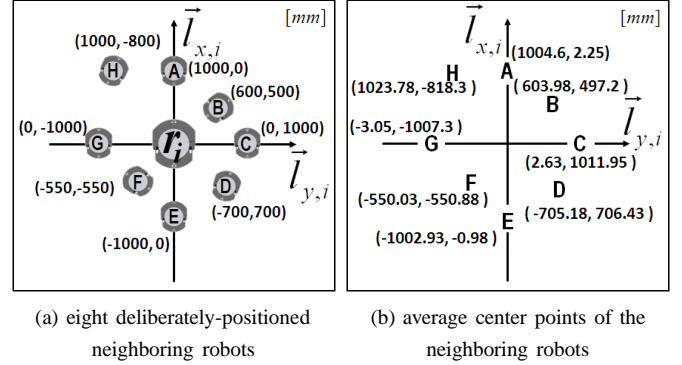 [mm]
l x,i
(1000, -800)
H
A
(1000,0)
(600,500)
B
(0, -1000)
G
r i
C
(0, 1000)
l y,i
(-550,-550)
F
D
(-700,700)
E
(-1000, 0)
(a) eight deliberately-positioned
neighboring robots
[mm]
l x,i
(1004.6, 2.25)
H
A
(1023.78, -818.3 )
(603.98, 497.2)
B
(-3.05, -1007.3)
G
C
l y,i
(2.63, 1011.95)
F
D
(-550.03, -550.88)
(-705.18, 706.43 )
E
(-1002.93, -0.98)
(b) average center points of the
neighboring robots